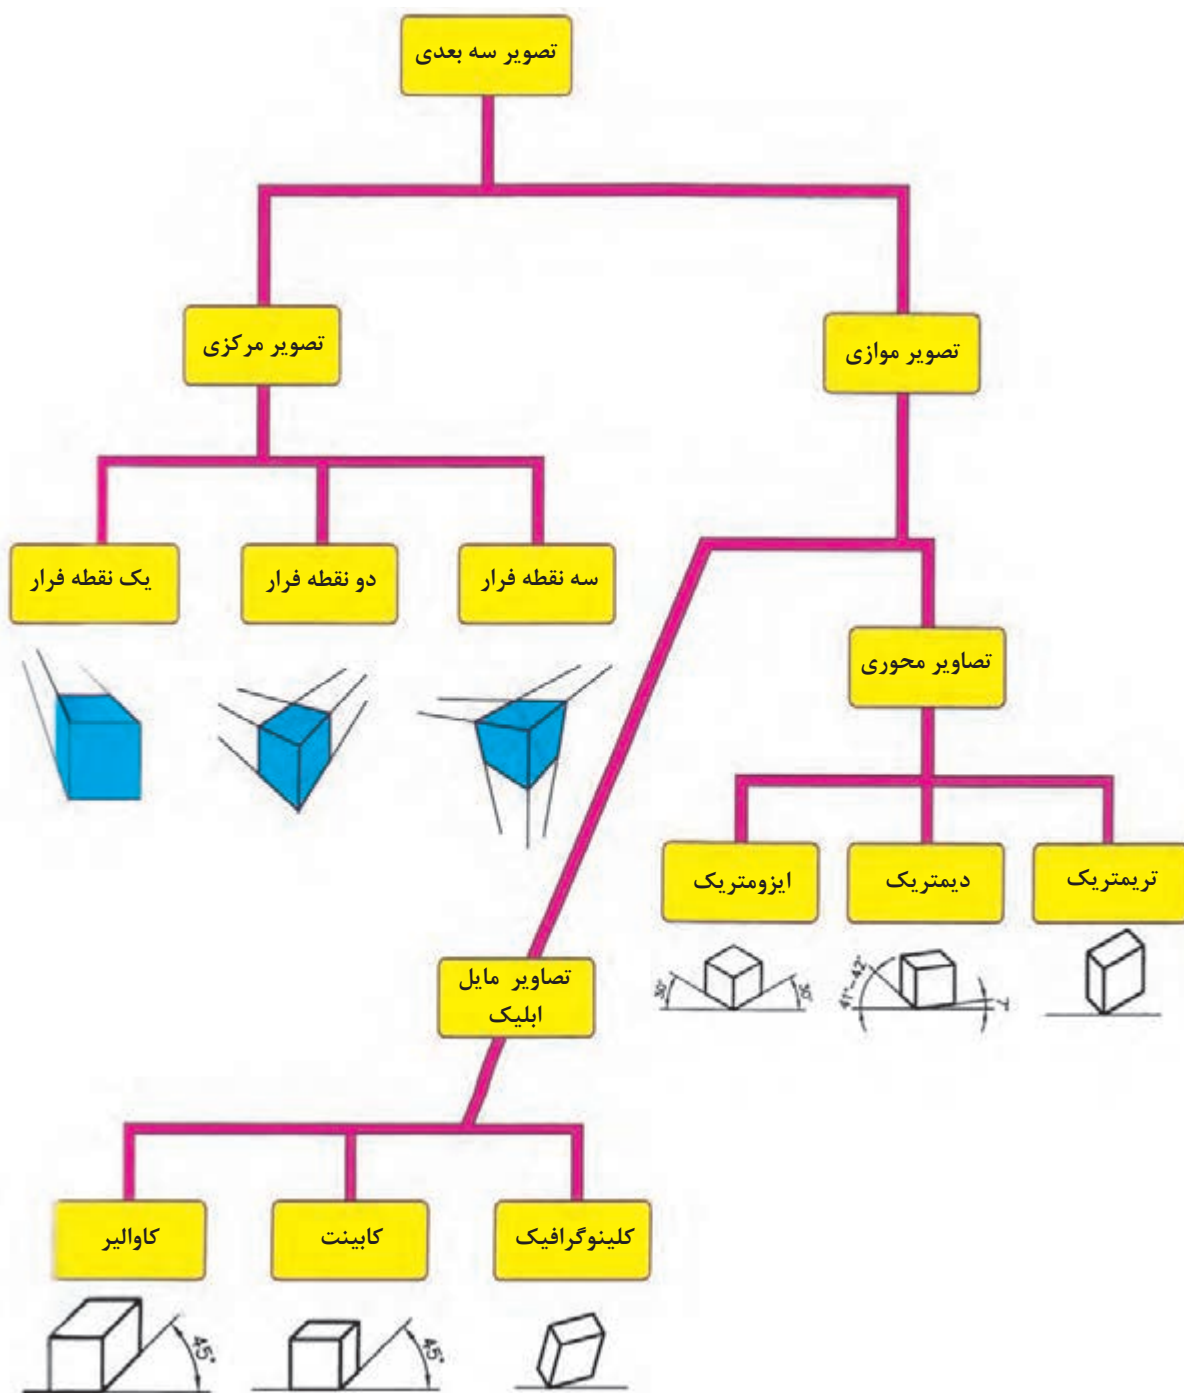 تصویر سه بعدی
تصویر موازی
تصویر مرکزی
سه نقطه فرار
دو نقطه فرار
یک نقطه فرار
تصاویر محوری
تریمتریک
دیمتریک
ایزومتریک
30°
30°
41°-42°
7°
تصاویر مایل
ابلیک
کلینوگرافیک
کابینت
کاوالیر
45°
45°